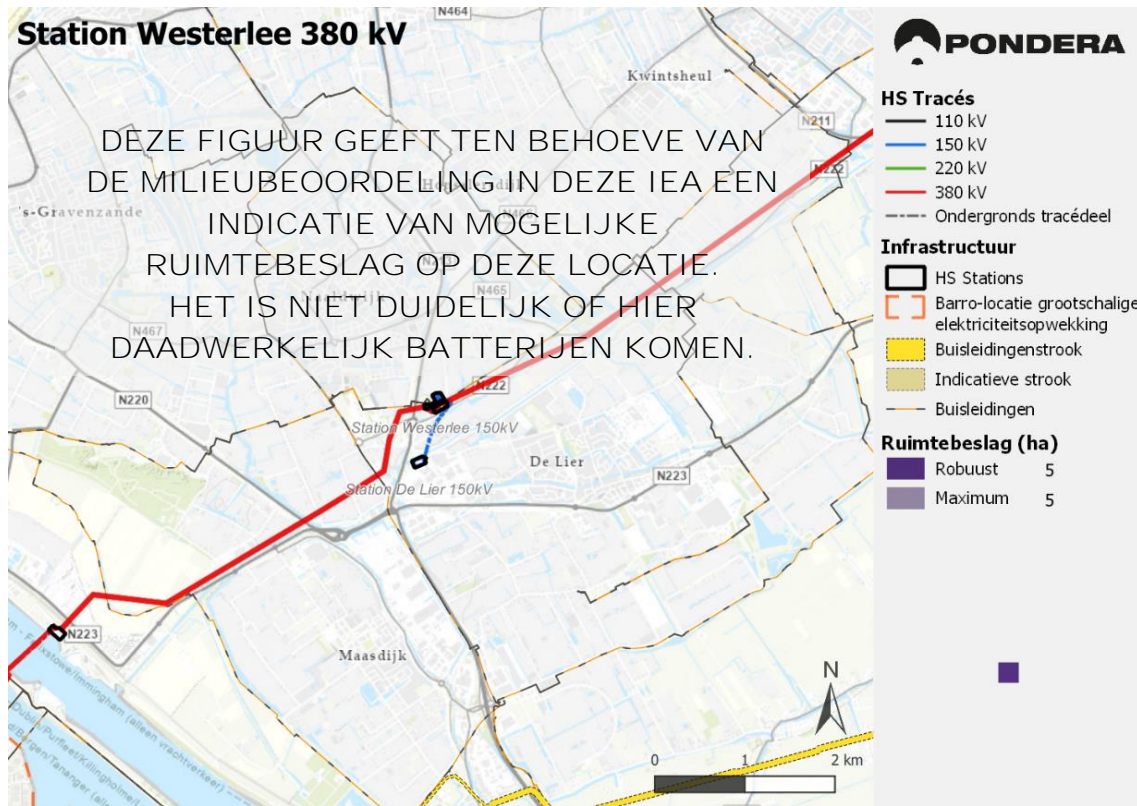 Station Westerlee 380 kV
N464
Kwintsheul
N211
N222
DEZE FIGUUR GEEFT TEN BEHOEVE VAN
DE MILIEUBEOORDELING IN DEZE IEA EEN
INDICATIE VAN MOGELIJKE
RUIMTEBESLAG OP DEZE LOCATIE.
HET IS NIET DUIDELIJK OF HIER
DAADWERKELIJK BATTERIJEN KOMEN.
's-Gravenzande
N465
N467
Naaldwijk
N220
N222
Station Westerlee 150kV
De Lier
N223
Station De Lier 150kV
N223
Maasdijk
N
0 1 2 km
PONDERA
HS Tracés
110 kV
150 kV
220 kV
380 kV
Ondergronds tracédeel
Infrastructuur
HS Stations
Barro-locatie grootschalige
elektriciteitsopwekking
Buisleidingenstrook
Indicatieve strook
Buisleidingen
Ruimtebeslag (ha)
Robuust 5
Maximum 5